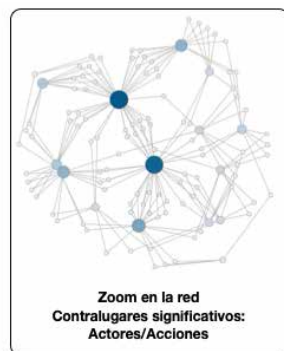 Zoom en la red
Contralugares significativos:
Actores/Acciones